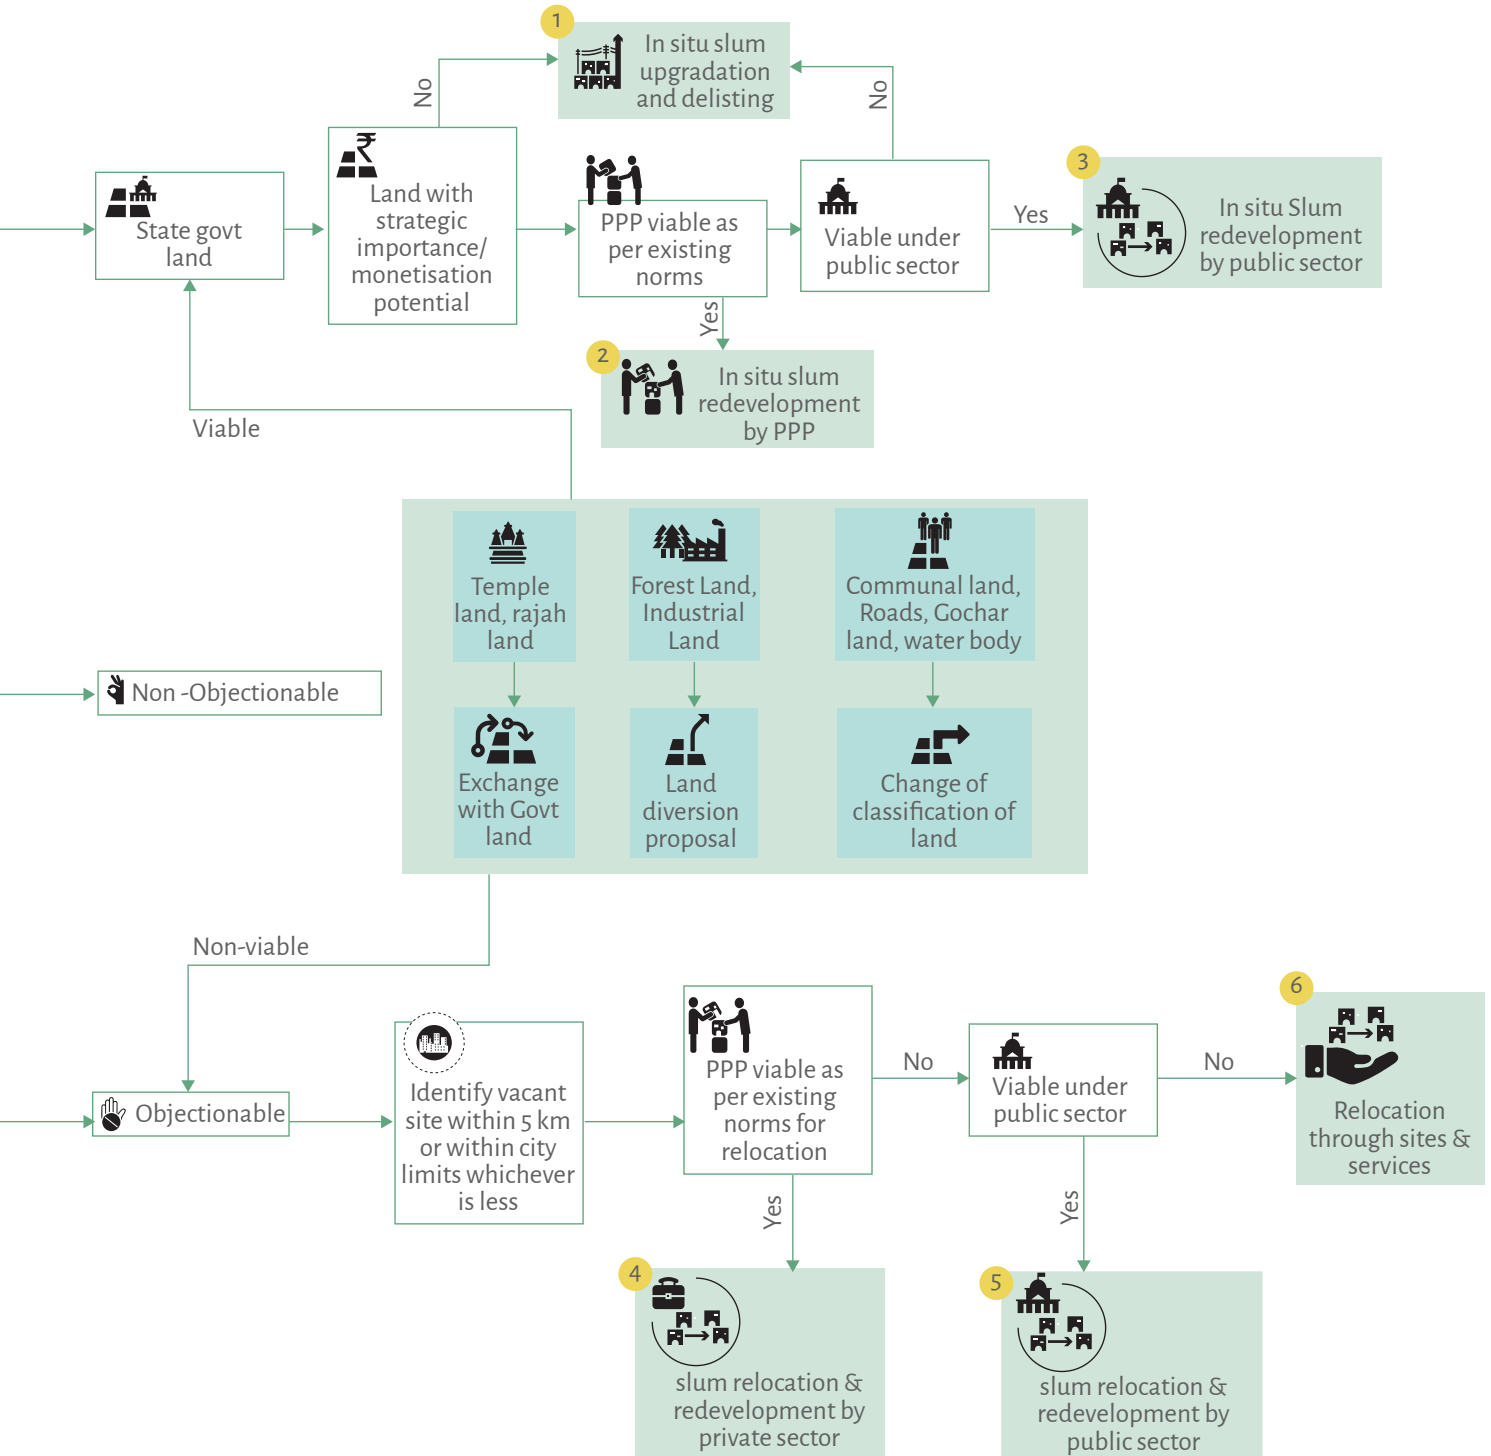 1
In situ slum
upgradation
and delisting
No
No
State govt
land
Land with
strategic
importance/
monetisation
potential
PPP viable as
per existing
norms
Viable under
public sector
Yes
3
In situ Slum
redevelopment
by public sector
Yes
2
In situ slum
redevelopment
by PPP
Viable
Temple
land, rajah
land
Forest Land,
Industrial
Land
Communal land,
Roads, Gochar
land, water body
Non -Objectionable
Exchange
with Govt
land
Land
diversion
proposal
Change of
classification of
land
Non-viable
Objectionable
Identify vacant
site within 5 km
or within city
limits whichever
is less
PPP viable as
per existing
norms for
relocation
No
Viable under
public sector
No
6
Relocation
through sites &
services
Yes
Yes
4
slum relocation &
redevelopment by
private sector
5
slum relocation &
redevelopment by
public sector